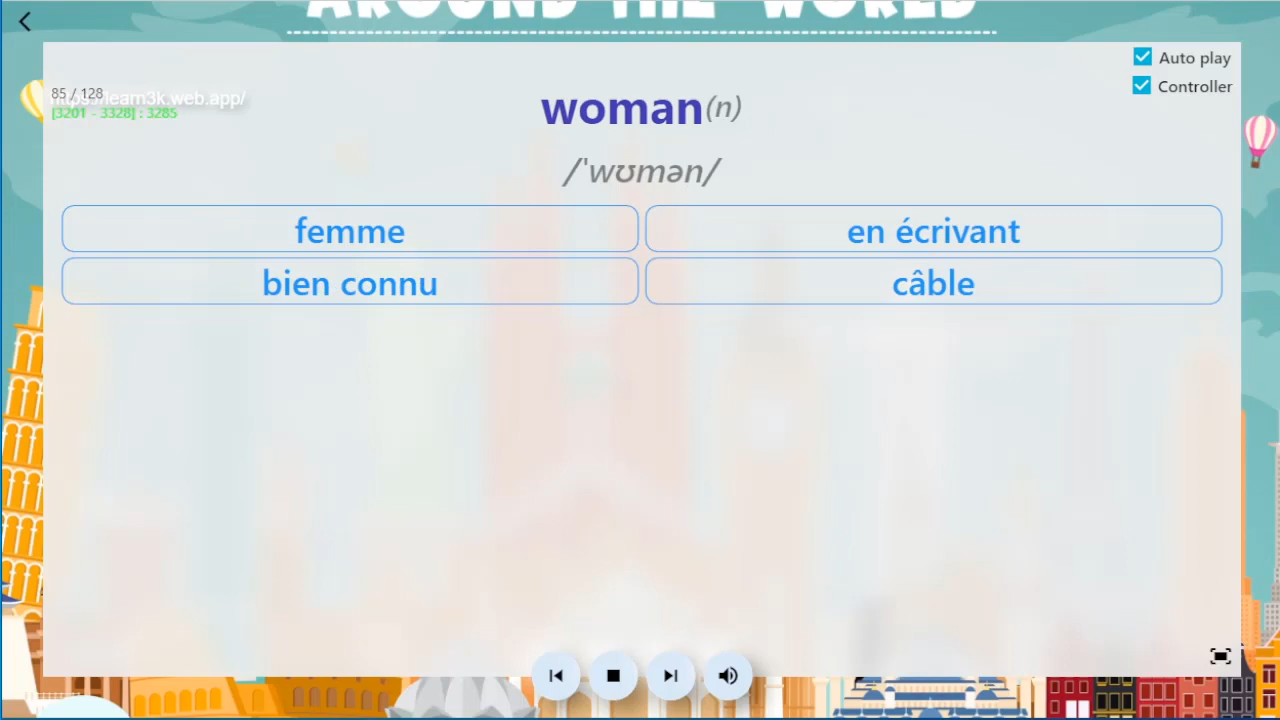 AROUND THE WORLD
Auto play
Controller
85 / 128
https://learn3k.web.app/
[3201 - 3328] : 3285
woman(n)
/'wʊmən/
femme
en écrivant
bien connu
câble